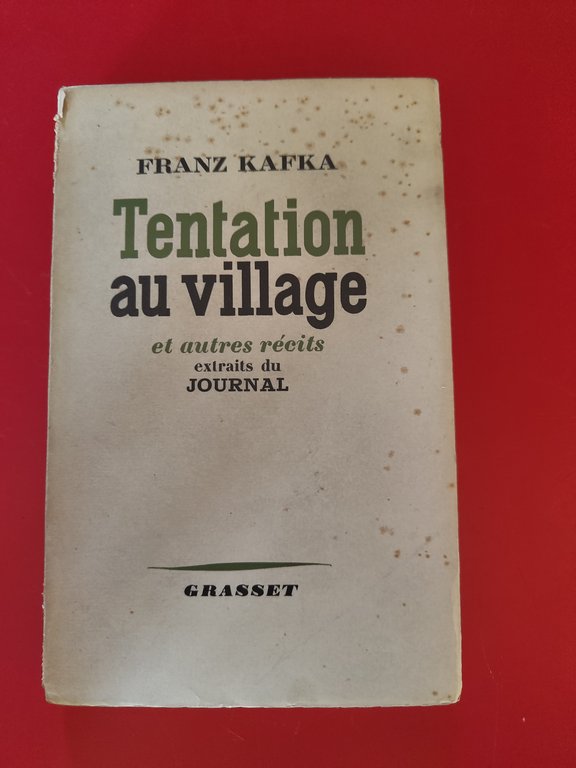 FRANZ KAFKA
Tentation
au village
et autres récits
extraits du
JOURNAL
GRASSET